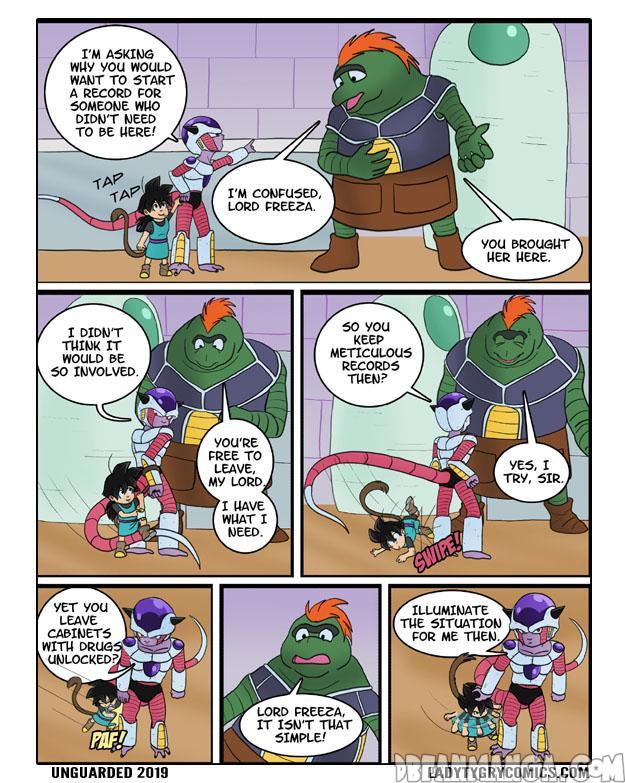 I'M ASKING
WHY YOU WOULD
WANT TO START
A RECORD FOR
SOMEONE WHO
DIDN'T NEED
TO BE HERE!
TAP
TAP
I'M CONFUSED,
LORD FREEZA.
YOU BROUGHT
HER HERE.
I DIDN'T
THINK IT
WOULD BE
SO INVOLVED.
YOU'RE
FREE TO
LEAVE,
MY LORD.
I HAVE
WHAT I
NEED.
SO YOU
KEEP
METICULOUS
RECORDS
THEN?
YES, I
TRY, SIR.
SWIPE!
YET YOU
LEAVE
CABINETS
WITH DRUGS
UNLOCKED?
PAF!
LORD FREEZA,
IT ISN'T THAT
SIMPLE!
ILLUMINATE
THE SITUATION
FOR ME THEN.
UNGUARDED 2019
LADYTYGRYCOMICS.COM
DBFANMANGA.COM